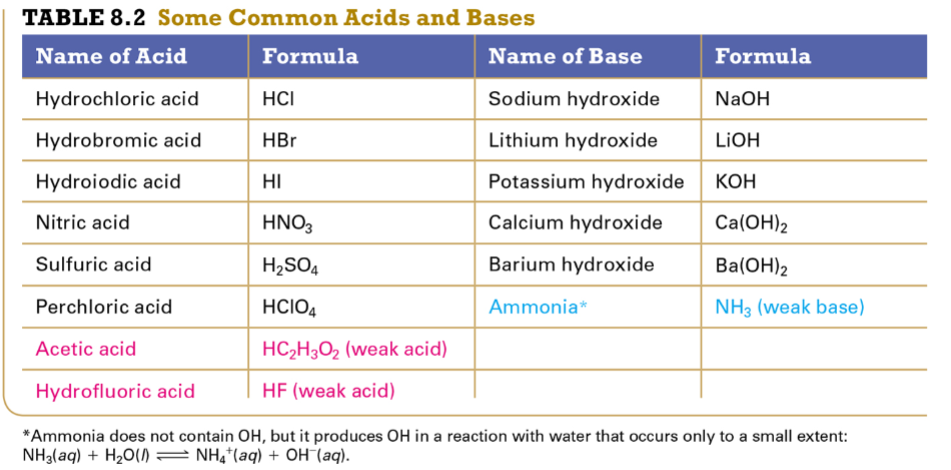 TABLE 8.2 Some Common Acids and Bases
Name of Acid Formula Name of Base Formula
Hydrochloric acid HCl Sodium hydroxide NaOH
Hydrobromic acid HBr Lithium hydroxide LiOH
Hydroiodic acid HI Potassium hydroxide KOH
Nitric acid HNO₃ Calcium hydroxide Ca(OH)₂
Sulfuric acid H₂SO₄ Barium hydroxide Ba(OH)₂
Perchloric acid HClO₄ Ammonia* NH₃ (weak base)
Acetic acid HC₂H₃O₂ (weak acid)
Hydrofluoric acid HF (weak acid)
*Ammonia does not contain OH, but it produces OH in a reaction with water that occurs only to a small extent:
NH₃(aq) + H₂O(l) ⇌ NH₄⁺(aq) + OH⁻(aq).